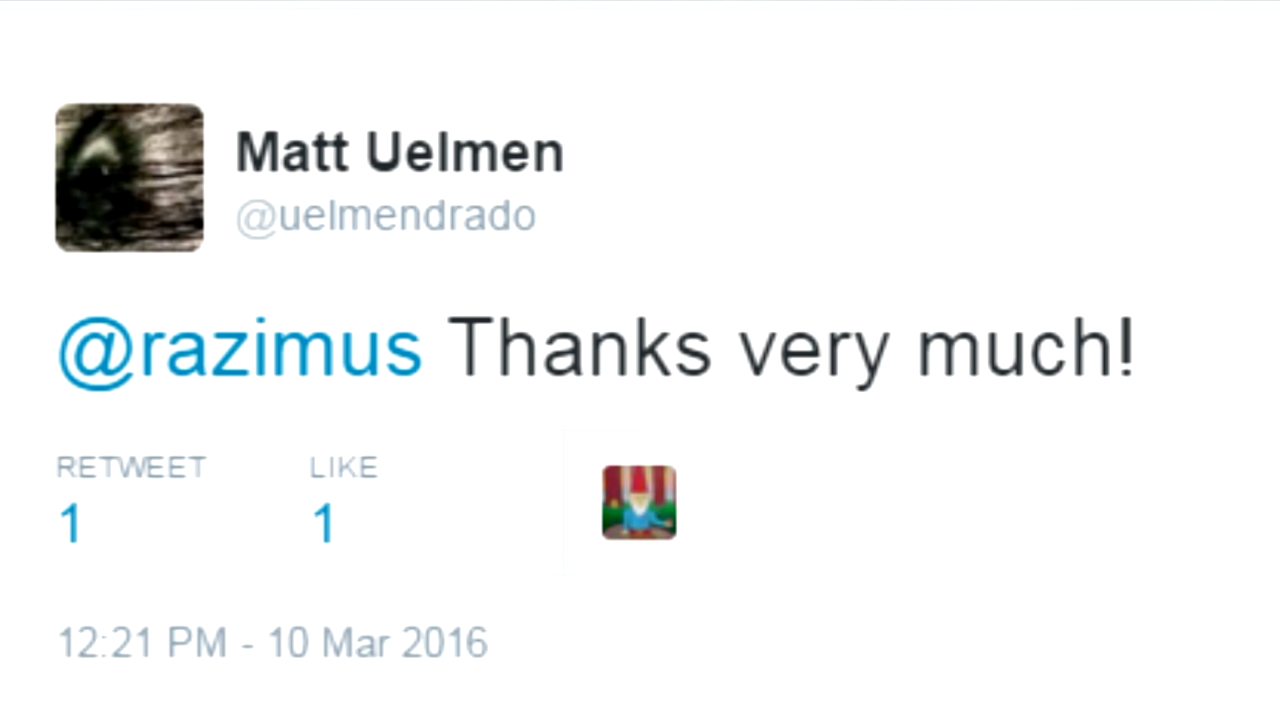 Matt Uelmen
@uelmendrado
@razimus Thanks very much!
RETWEET LIKE
1 1
12:21 PM - 10 Mar 2016